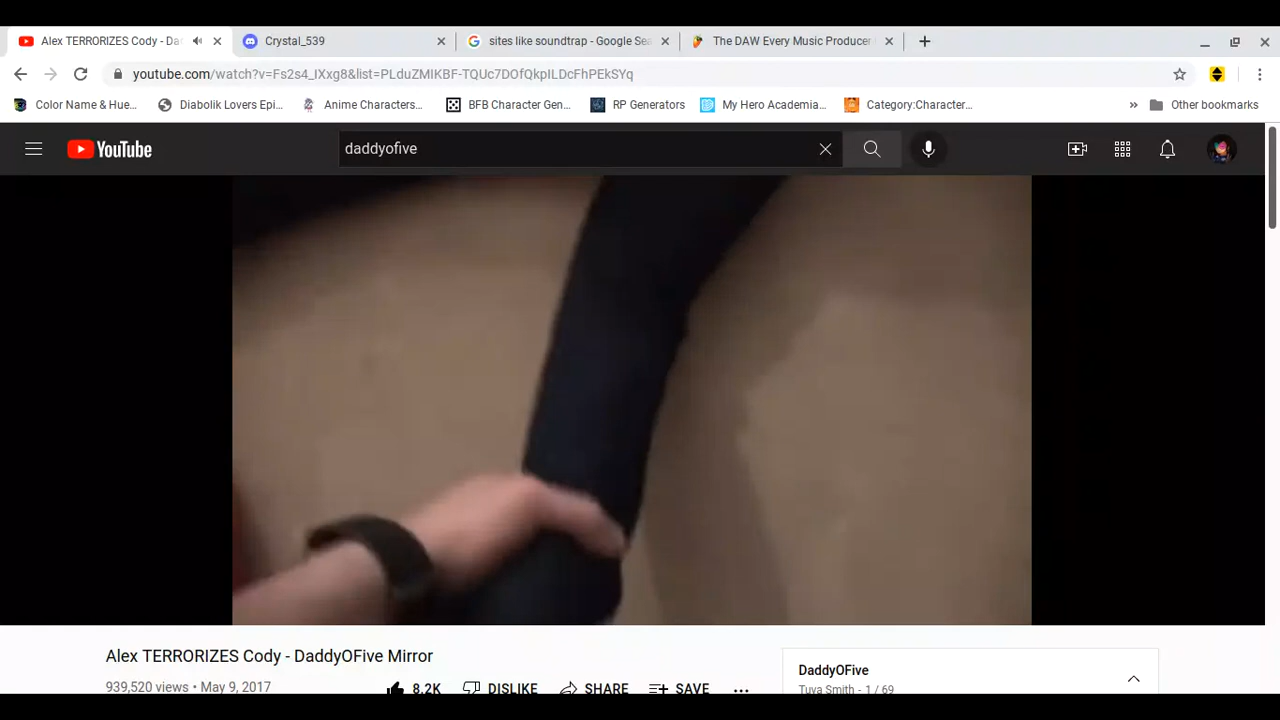 Alex TERRORIZES Cody - Da
Crystal_539
sites like soundtrap - Google Sea
The DAW Every Music Producer
youtube.com/watch?v=Fs2s4_IXxg8&list=PLduZMIKBF-TQUc7DOfQkpILDcFhPEkSYq
Color Name & Hue...
Diabolik Lovers Epi...
Anime Characters...
BFB Character Gen...
RP Generators
My Hero Academia...
Category:Character...
Other bookmarks
YouTube
daddyofive
Alex TERRORIZES Cody - DaddyOFive Mirror
939,520 views • May 9, 2017
8.2K
DISLIKE
SHARE
SAVE
DaddyOFive
Tuva Smith - 1 / 69